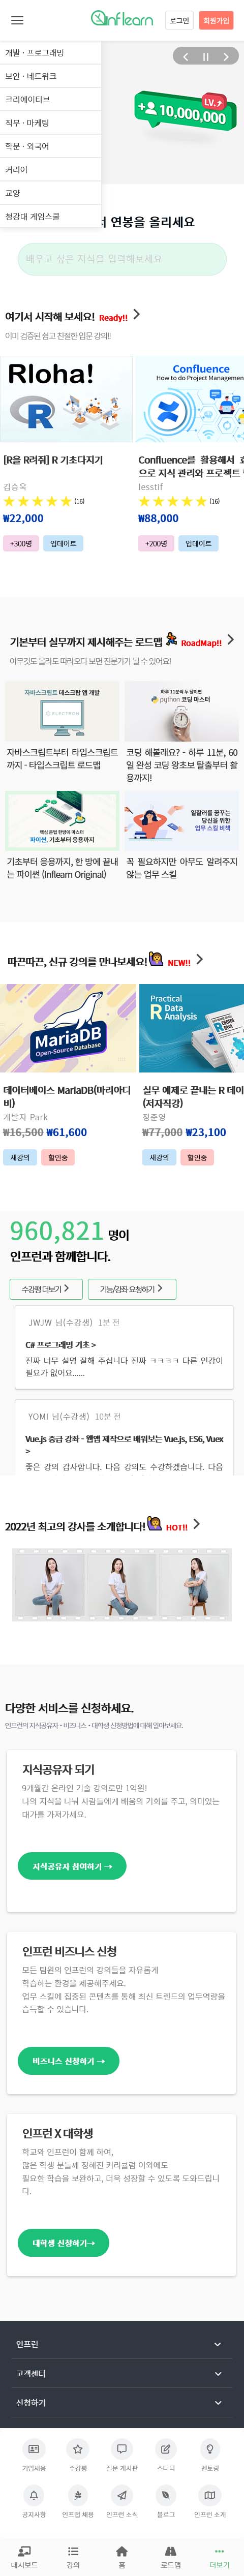 Inflearn
로그인
회원가입
개발 · 프로그래밍
보안 · 네트워크
크리에이티브
직무 · 마케팅
학문 · 외국어
커리어
교양
청강대 게임스쿨
LV.↑
+ 10,000,000
연봉을 올리세요
배우고 싶은 지식을 입력해보세요
여기서 시작해 보세요! Ready!!
이미 검증된 쉽고 친절한 입문 강의!!
Rloha!
R
Confluence
How to do Project Managemen
[R을 R려줘] R 기초다지기
김승욱
(16)
₩22,000
+300명
업데이트
Confluence를 활용해서
으로 지식 관리와 프로젝트
lesstif
(16)
₩88,000
+200명
업데이트
기본부터 실무까지 제시해주는 로드맵 RoadMap!!
아무것도 몰라도 따라오다 보면 전문가가 될 수 있어요!
자바스크립트 데스크탑 앱 개발
ELECTRON
하루 11분씩 두 달이면
python 코딩 마스터
자바스크립트부터 타입스크립트
까지 - 타입스크립트 로드맵
코딩 해볼래요? - 하루 11분, 60
일 완성 코딩 왕초보 탈출부터 활
용까지!
핵심 문법 한방에 마스터
파이썬, 기초부터 응용까지
일잘러를 꿈꾸는
당신을 위한
업무 스킬 비책
기초부터 응용까지, 한 방에 끝내
는 파이썬 (Inflearn Original)
꼭 필요하지만 아무도 알려주지
않는 업무 스킬
따끈따끈, 신규 강의를 만나보세요! NEW!!
MariaDB
Open-Source Database
Practical
R
Data
Analysis
데이터베이스 MariaDB(마리아디
비)
개발자 Park
₩16,500 ₩61,600
새강의
할인중
실무 예제로 끝내는 R 데이
(저자직강)
정준영
₩77,000 ₩23,100
새강의
할인중
960,821 명이
인프런과 함께합니다.
수강평 더보기
기능/강좌 요청하기
JWJW 님(수강생) 1분 전
C# 프로그래밍 기초 >
진짜 너무 설명 잘해 주십니다 진짜 ㅋㅋㅋㅋ 다른 인강이
필요가 없어요......
YOMI 님(수강생) 10분 전
Vue.js 중급 강좌 - 웹앱 제작으로 배워보는 Vue.js, ES6, Vuex
>
좋은 강의 감사합니다. 다음 강의도 수강하겠습니다. 다음
2022년 최고의 강사를 소개합니다! HOT!!
다양한 서비스를 신청하세요.
인프런의 지식공유자 · 비즈니스 · 대학생 신청방법에 대해 알아보세요.
지식공유자 되기
9개월간 온라인 기술 강의로만 1억원!
나의 지식을 나눠 사람들에게 배움의 기회를 주고, 의미있는
대가를 가져가세요.
지식공유자 참여하기 →
인프런 비즈니스 신청
모든 팀원의 인프런의 강의들을 자유롭게
학습하는 환경을 제공해주세요.
업무 스킬에 집중된 콘텐츠를 통해 최신 트렌드의 업무역량을
습득할 수 있습니다.
비즈니스 신청하기 →
인프런 X 대학생
학교와 인프런이 함께 하여,
많은 학생 분들께 정해진 커리큘럼 이외에도
필요한 학습을 보완하고, 더욱 성장할 수 있도록 도와드립니
다.
대학생 신청하기→
인프런
고객센터
신청하기
기업채용
수강평
질문 게시판
스터디
멘토링
공지사항
인프랩 채용
인프런 소식
블로그
인프런 소개
대시보드
강의
홈
로드맵
더보기